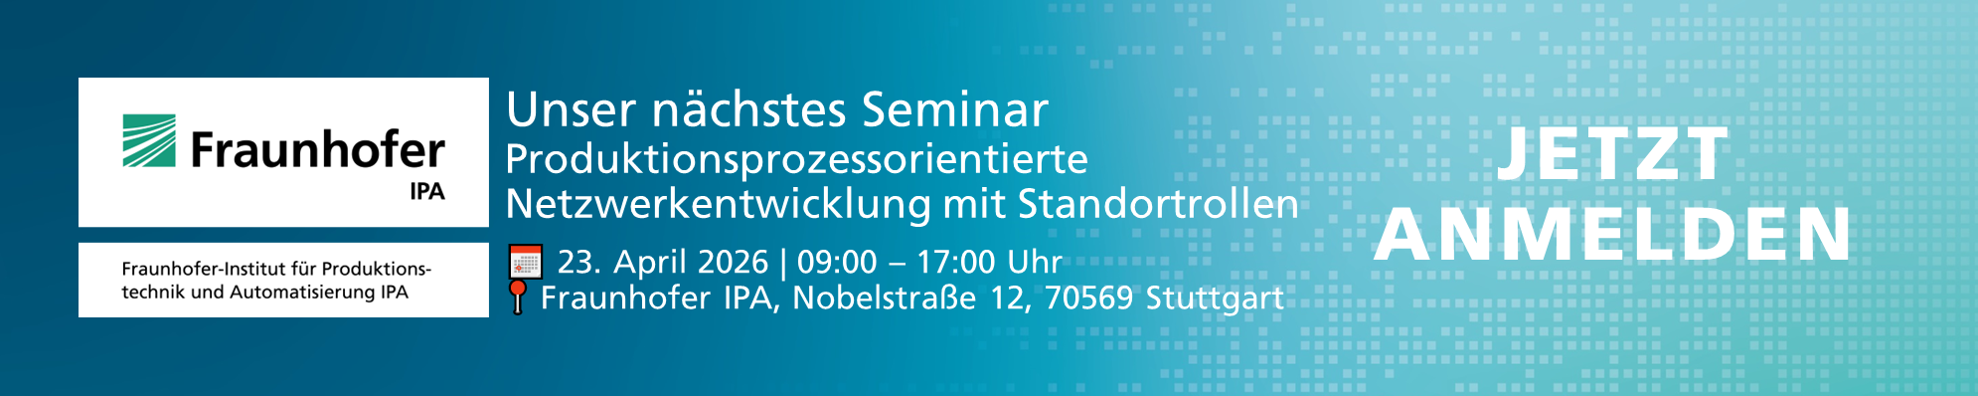 Fraunhofer
IPA
Fraunhofer-Institut für Produktions-
technik und Automatisierung IPA
Unser nächstes Seminar
Produktionsprozessorientierte
Netzwerkentwicklung mit Standortrollen
23. April 2026 | 09:00 – 17:00 Uhr
Fraunhofer IPA, Nobelstraße 12, 70569 Stuttgart
JETZT
ANMELDEN